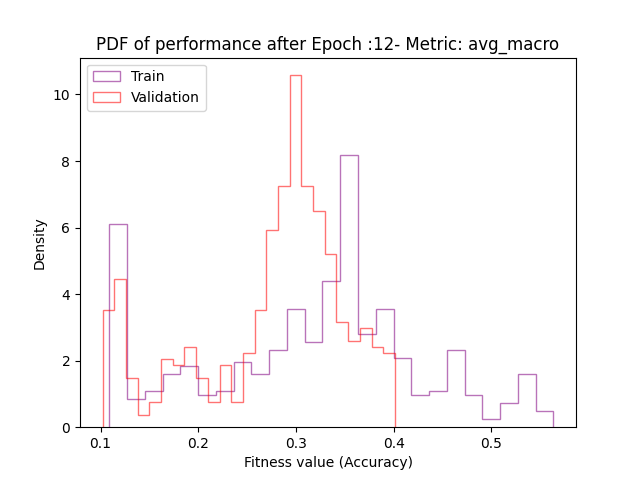 PDF of performance after Epoch :12- Metric: avg_macro
Train
Validation
Density
10
8
6
4
2
0
0.1 0.2 0.3 0.4 0.5
Fitness value (Accuracy)